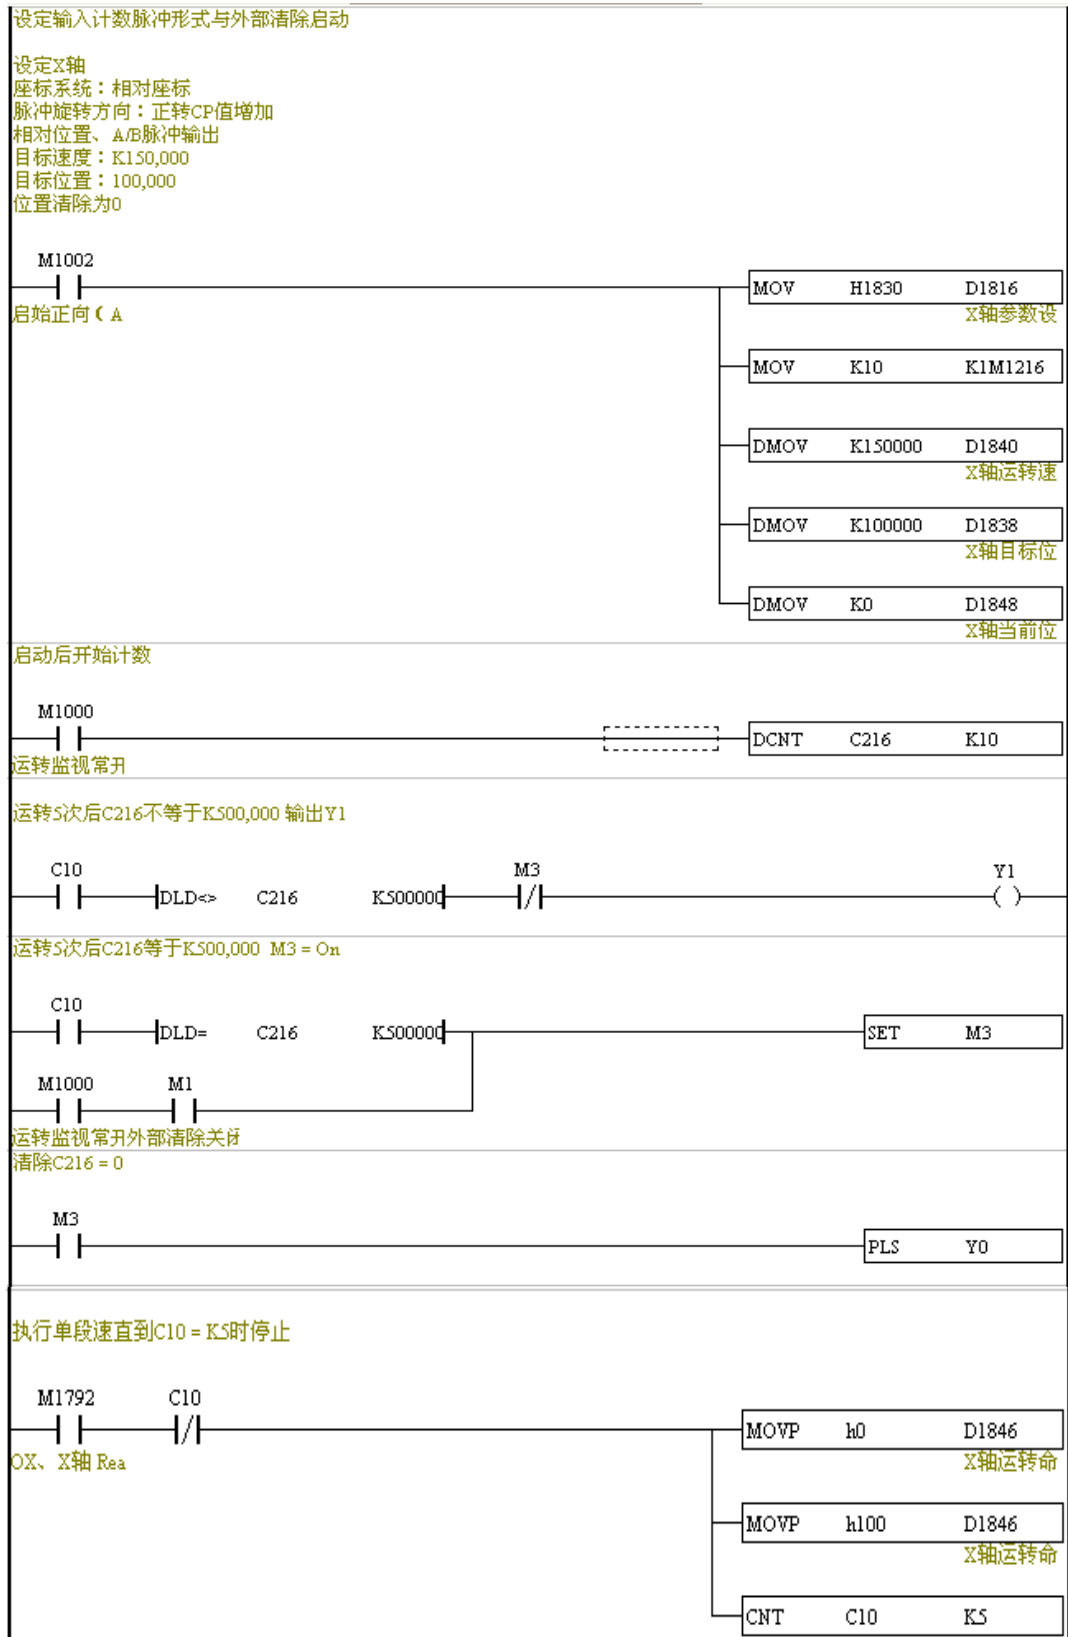 设定输入计数脉冲形式与外部清除启动
设定X轴
座标系统：相对座标
脉冲旋转方向：正转CP值增加
相对位置、A/B脉冲输出
目标速度：K150,000
目标位置：100,000
位置清除为0
M1002
MOV H1830 D1816
启始正向 ( A
X轴参数设
MOV K10 K1M1216
DMOV K150000 D1840
X轴运转速
DMOV K100000 D1838
X轴目标位
DMOV K0 D1848
X轴当前位
启动后开始计数
M1000
DCNT C216 K10
运转监视常开
运转5次后C216不等于K500,000 输出Y1
C10 M3 Y1
DLD<> C216 K500000
运转5次后C216等于K500,000 M3 = On
C10
DLD= C216 K500000
SET M3
M1000 M1
运转监视常开外部清除关闭
清除C216 = 0
M3
PLS Y0
执行单段速直到C10 = K5时停止
M1792 C10
MOVP h0 D1846
OX、X轴 Rea
X轴运转命
MOVP h100 D1846
X轴运转命
CNT C10 K5